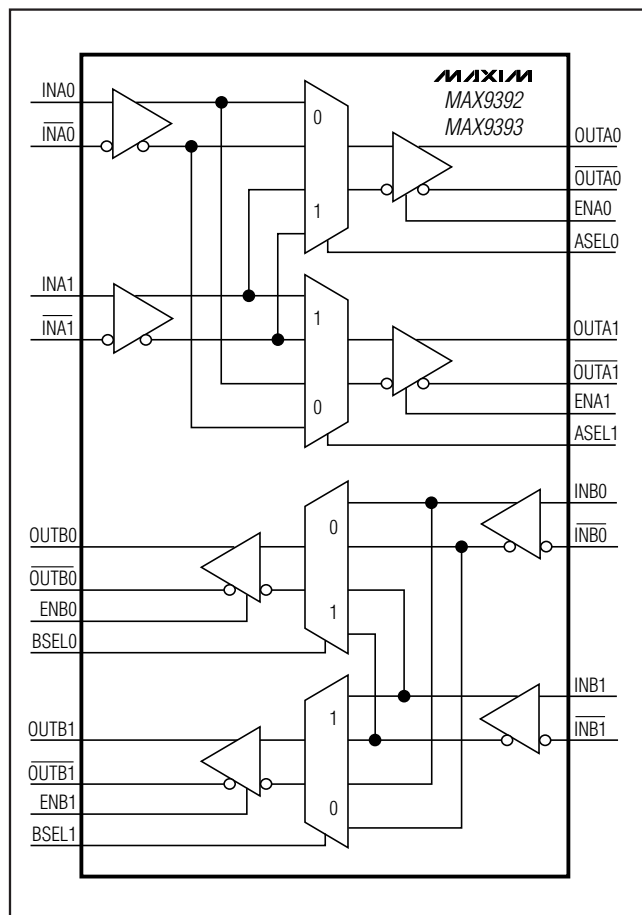 MAXIM
MAX9392
MAX9393
INA0
INA0
0
1
OUTA0
OUTA0
ENA0
ASEL0
INA1
INA1
1
0
OUTA1
OUTA1
ENA1
ASEL1
INB0
INB0
OUTB0
OUTB0
ENB0
BSEL0
0
1
INB1
INB1
OUTB1
OUTB1
ENB1
BSEL1
1
0